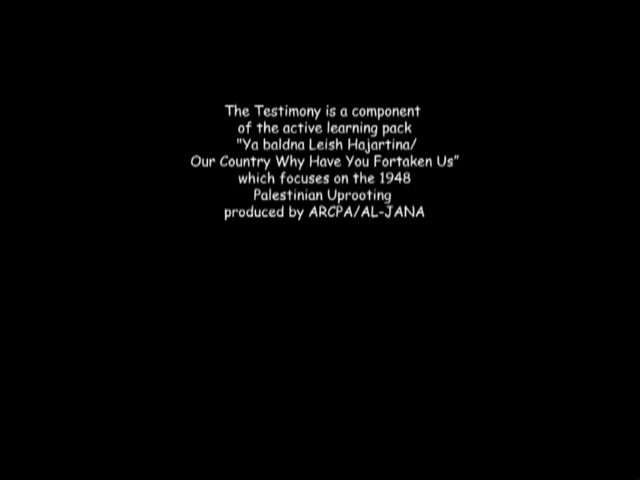 The Testimony is a component
of the active learning pack
"Ya baldna Leish Hajartina/
Our Country Why Have You Fortaken Us"
which focuses on the 1948
Palestinian Uprooting
produced by ARCPA/AL-JANA